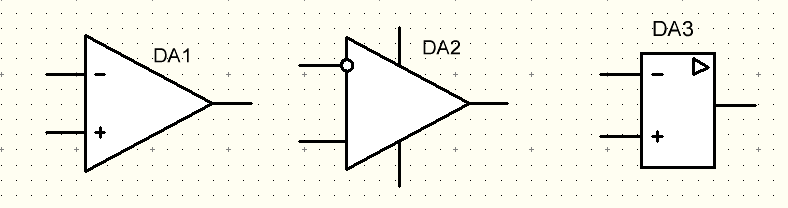 DA1
DA2
DA3
-
+
-
+